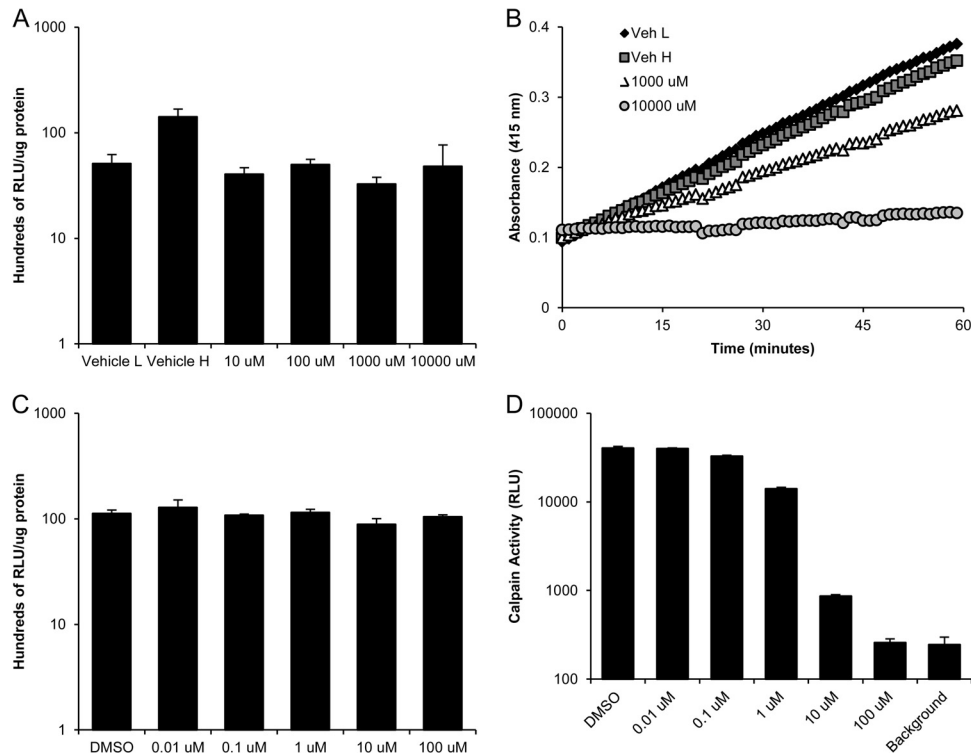 A
1000
100
10
1
Hundreds of RLU/ug protein
Vehicle L Vehicle H 10 uM 100 uM 1000 uM 10000 uM
B
Veh L
Veh H
1000 uM
10000 uM
0.4
0.3
0.2
0.1
0
Absorbance (415 nm)
0 15 30 45 60
Time (minutes)
C
1000
100
10
1
Hundreds of RLU/ug protein
DMSO 0.01 uM 0.1 uM 1 uM 10 uM 100 uM
D
100000
10000
1000
100
Calpain Activity (RLU)
DMSO 0.01 uM 0.1 uM 1 uM 10 uM 100 uM Background